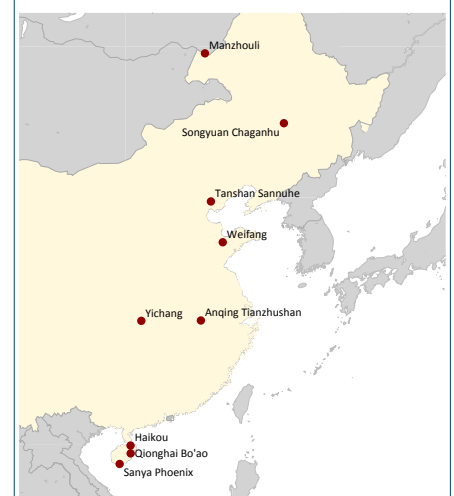 Manzhouli
Songyuan Chaganhu
Tanshan Sannuhe
Weifang
Yichang
Anqing Tianzhushan
Haikou
Qionghai Bo'ao
Sanya Phoenix